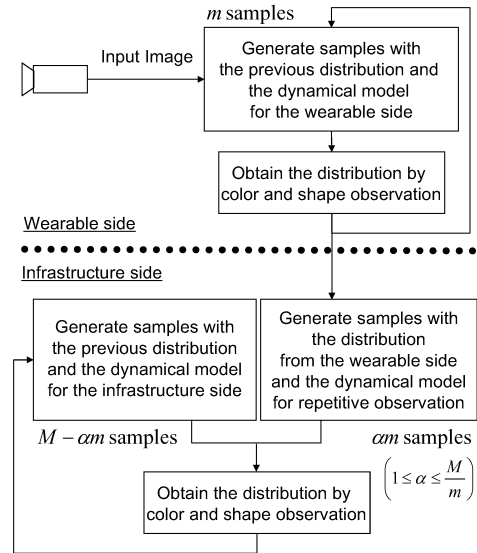 m samples
Input Image
Generate samples with
the previous distribution and
the dynamical model
for the wearable side
Obtain the distribution by
color and shape observation
Wearable side
Infrastructure side
Generate samples with
the previous distribution
and the dynamical model
for the infrastructure side
Generate samples with
the distribution
from the wearable side
and the dynamical model
for repetitive observation
M − αm samples
αm samples
(1 ≤ α ≤ M/m)
Obtain the distribution by
color and shape observation